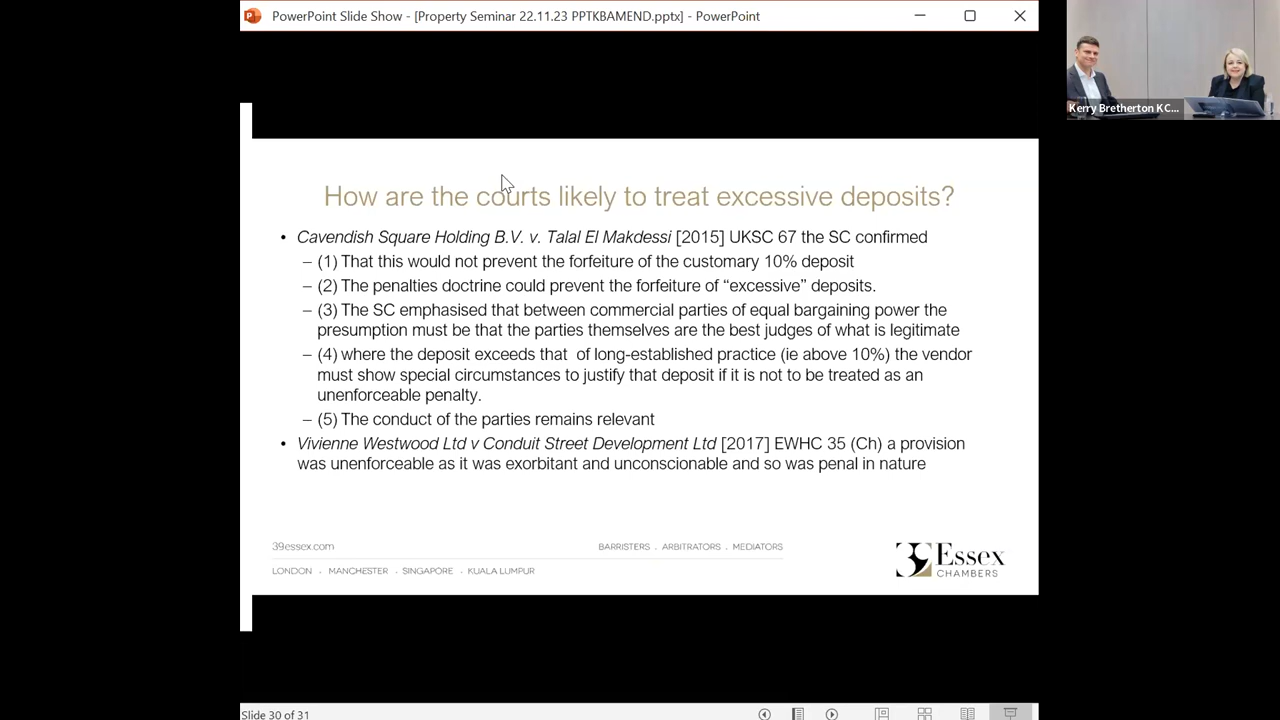 PowerPoint Slide Show - [Property Seminar 22.11.23 PPTKBAMEND.pptx] - PowerPoint
Kerry Bretherton KC...
How are the courts likely to treat excessive deposits?
• Cavendish Square Holding B.V. v. Talal El Makdessi [2015] UKSC 67 the SC confirmed
– (1) That this would not prevent the forfeiture of the customary 10% deposit
– (2) The penalties doctrine could prevent the forfeiture of “excessive” deposits.
– (3) The SC emphasised that between commercial parties of equal bargaining power the
presumption must be that the parties themselves are the best judges of what is legitimate
– (4) where the deposit exceeds that of long-established practice (ie above 10%) the vendor
must show special circumstances to justify that deposit if it is not to be treated as an
unenforceable penalty.
– (5) The conduct of the parties remains relevant
• Vivienne Westwood Ltd v Conduit Street Development Ltd [2017] EWHC 35 (Ch) a provision
was unenforceable as it was exorbitant and unconscionable and so was penal in nature
39essex.com
BARRISTERS . ARBITRATORS . MEDIATORS
LONDON . MANCHESTER . SINGAPORE . KUALA LUMPUR
39 Essex
CHAMBERS
Slide 30 of 31